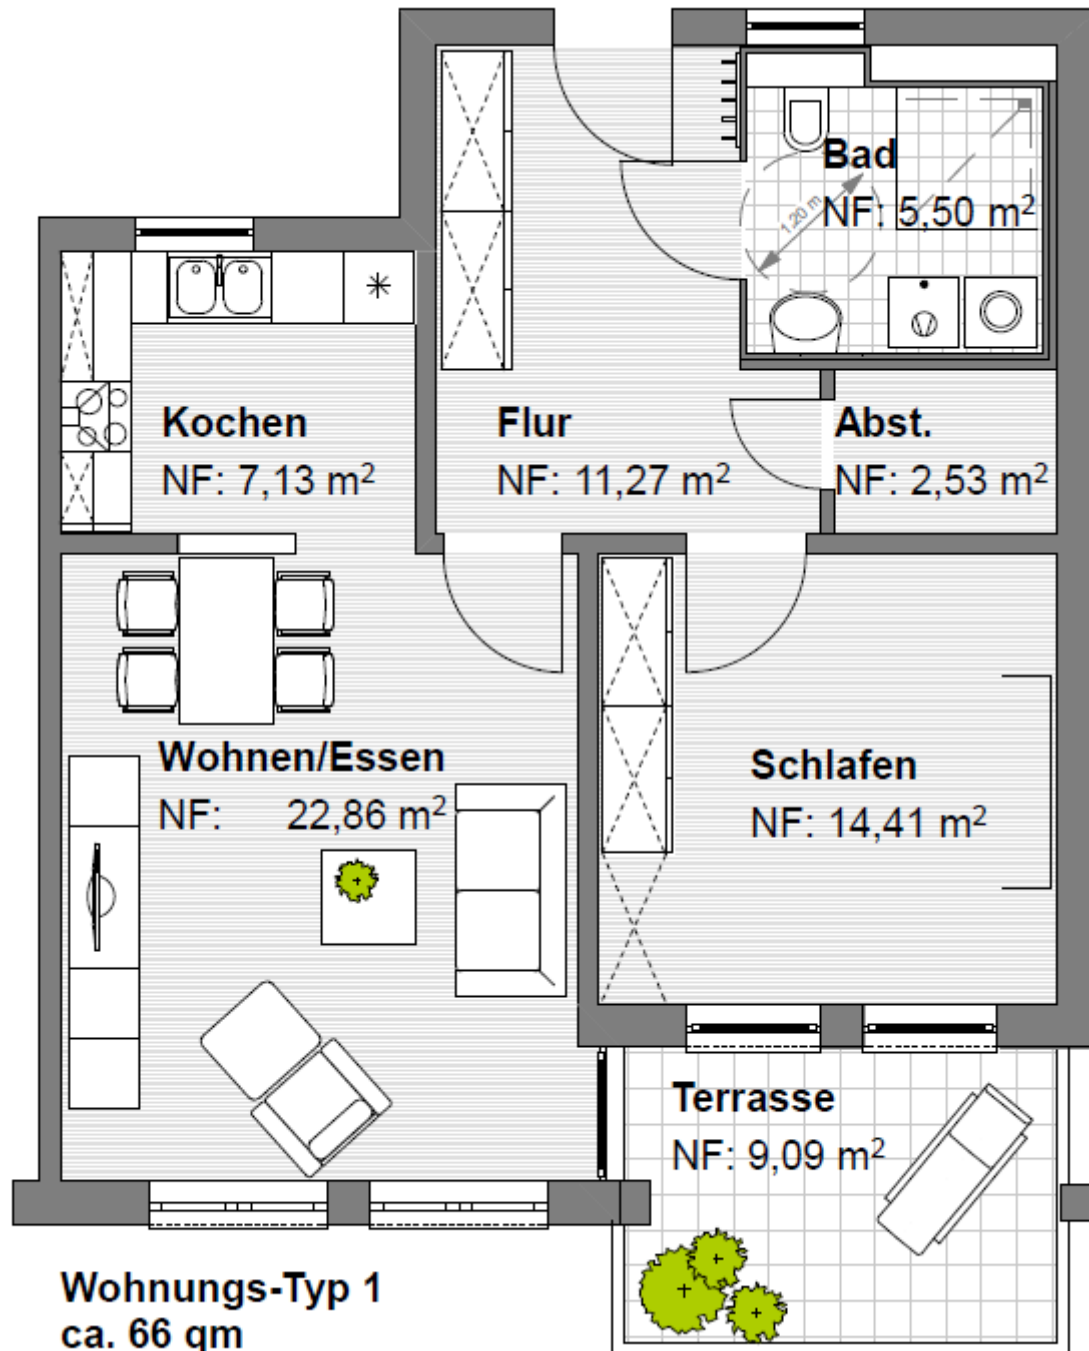 Bad
NF: 5,50 m²
1,20 m
Kochen
NF: 7,13 m²
Flur
NF: 11,27 m²
Abst.
NF: 2,53 m²
Wohnen/Essen
NF: 22,86 m²
Schlafen
NF: 14,41 m²
Terrasse
NF: 9,09 m²
Wohnungs-Typ 1
ca. 66 qm